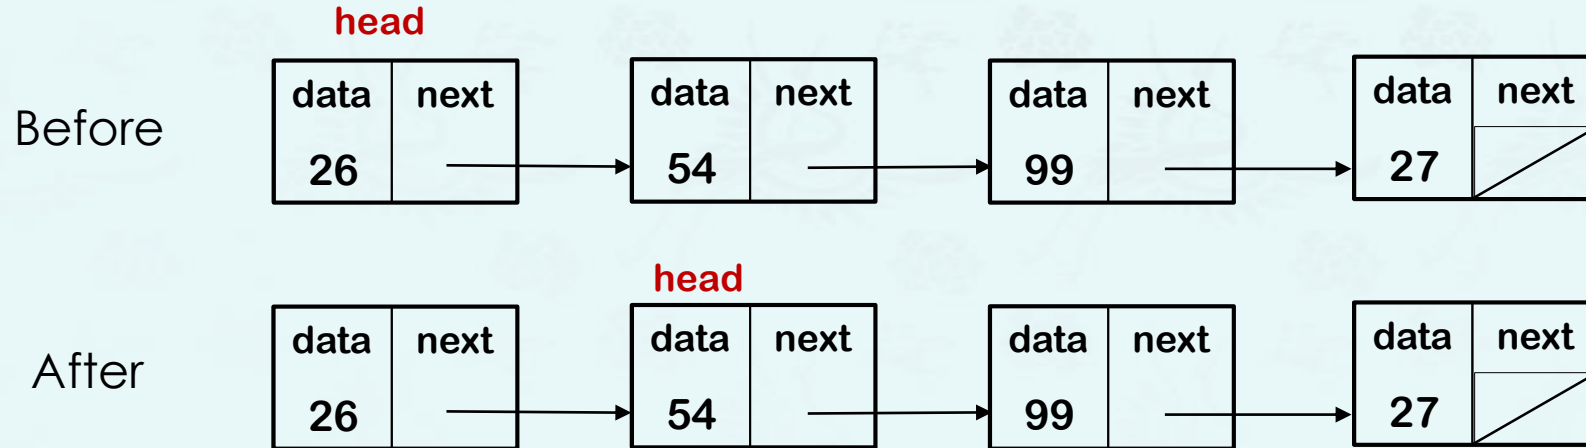 head
Before
data next data next data next data next
26 54 99 27
head
After
data next data next data next data next
26 54 99 27